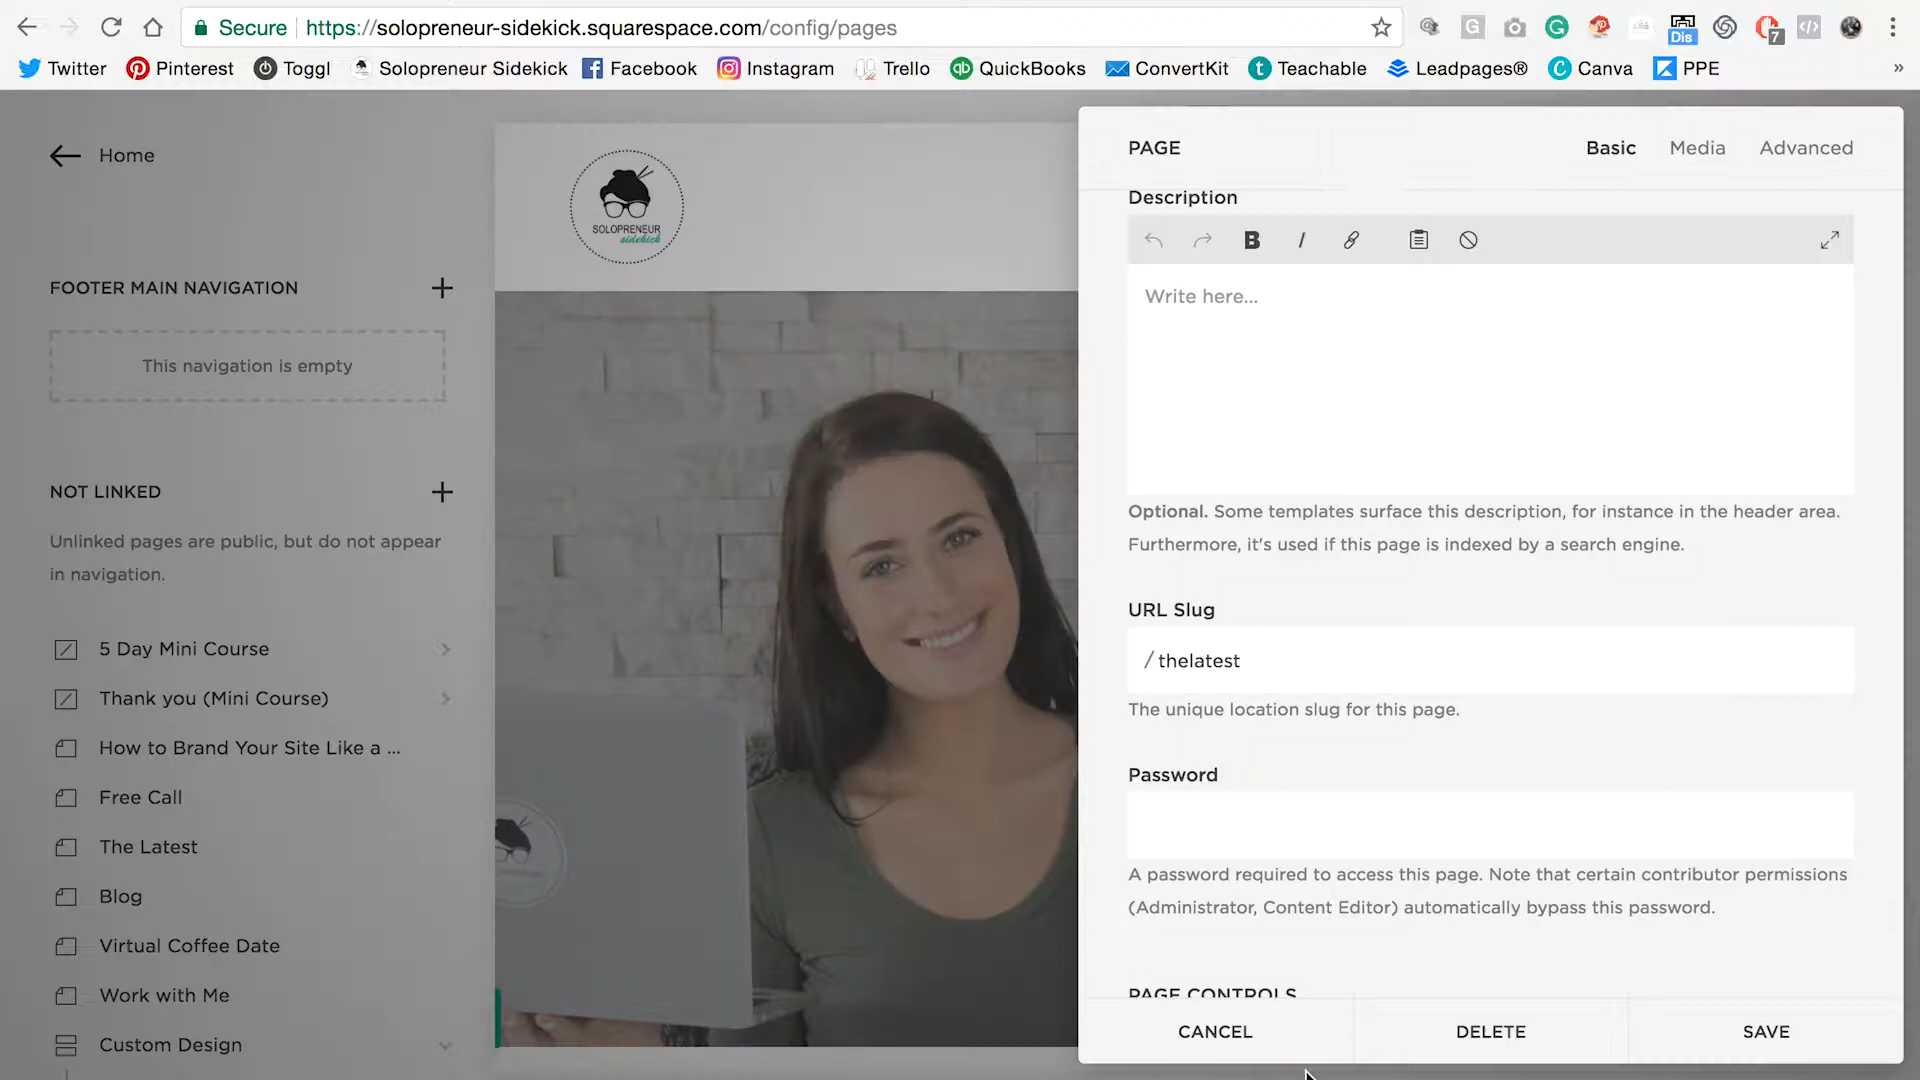 Secure https://solopreneur-sidekick.squarespace.com/config/pages
Dis
7
Twitter Pinterest Toggl Solopreneur Sidekick Facebook Instagram Trello QuickBooks ConvertKit Teachable Leadpages® Canva PPE »
Home
FOOTER MAIN NAVIGATION
This navigation is empty
NOT LINKED
Unlinked pages are public, but do not appear
in navigation.
5 Day Mini Course
Thank you (Mini Course)
How to Brand Your Site Like a ...
Free Call
The Latest
Blog
Virtual Coffee Date
Work with Me
Custom Design
SOLOPRENEUR
sidekick
PAGE
Basic Media Advanced
Description
Write here...
Optional. Some templates surface this description, for instance in the header area.
Furthermore, it's used if this page is indexed by a search engine.
URL Slug
/ thelatest
The unique location slug for this page.
Password
A password required to access this page. Note that certain contributor permissions
(Administrator, Content Editor) automatically bypass this password.
PAGE CONTROLS
CANCEL DELETE SAVE